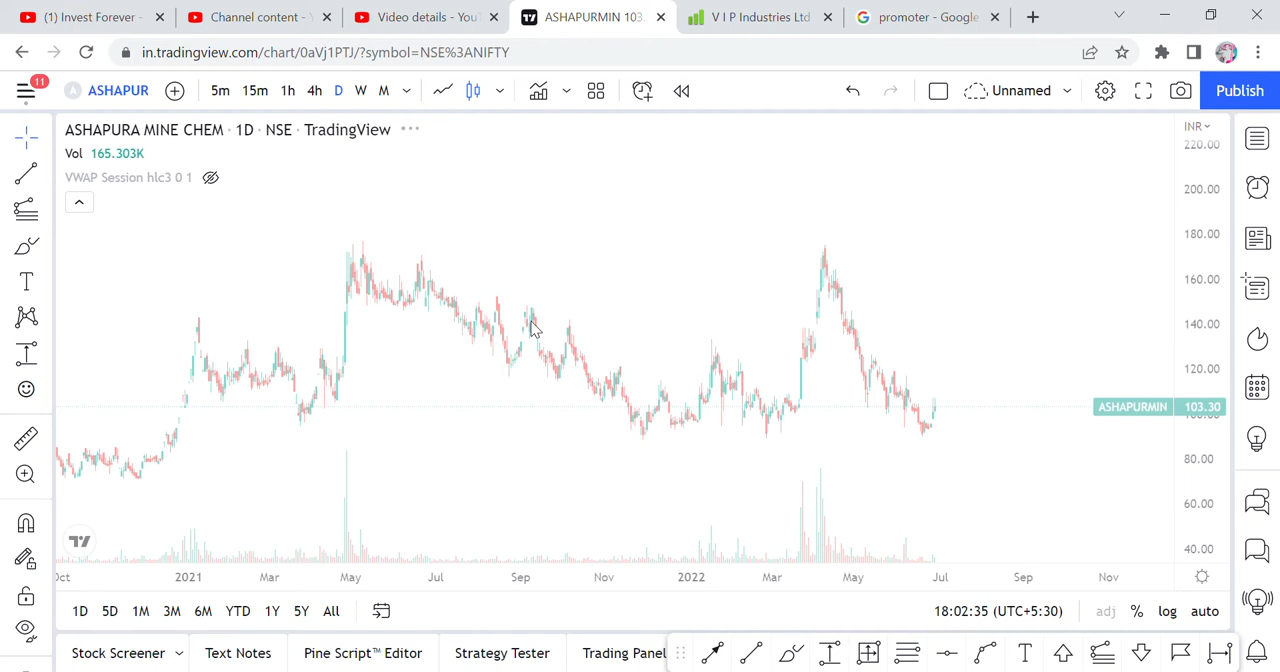 (1) Invest Forever -
Channel content -
Video details - You
ASHAPURMIN 103.
V I P Industries Ltd
promoter - Google
in.tradingview.com/chart/0aVj1PTJ/?symbol=NSE%3ANIFTY
11
A ASHAPUR 5m 15m 1h 4h D W M Unnamed Publish
ASHAPURA MINE CHEM · 1D · NSE · TradingView
Vol 165.303K
VWAP Session hlc3 0 1
INR
220.00
200.00
180.00
160.00
140.00
120.00
ASHAPURMIN 103.30
100.00
80.00
60.00
40.00
Oct 2021 Mar May Jul Sep Nov 2022 Mar May Jul Sep Nov
1D 5D 1M 3M 6M YTD 1Y 5Y All 18:02:35 (UTC+5:30) adj % log auto
Stock Screener Text Notes Pine Script™ Editor Strategy Tester Trading Panel